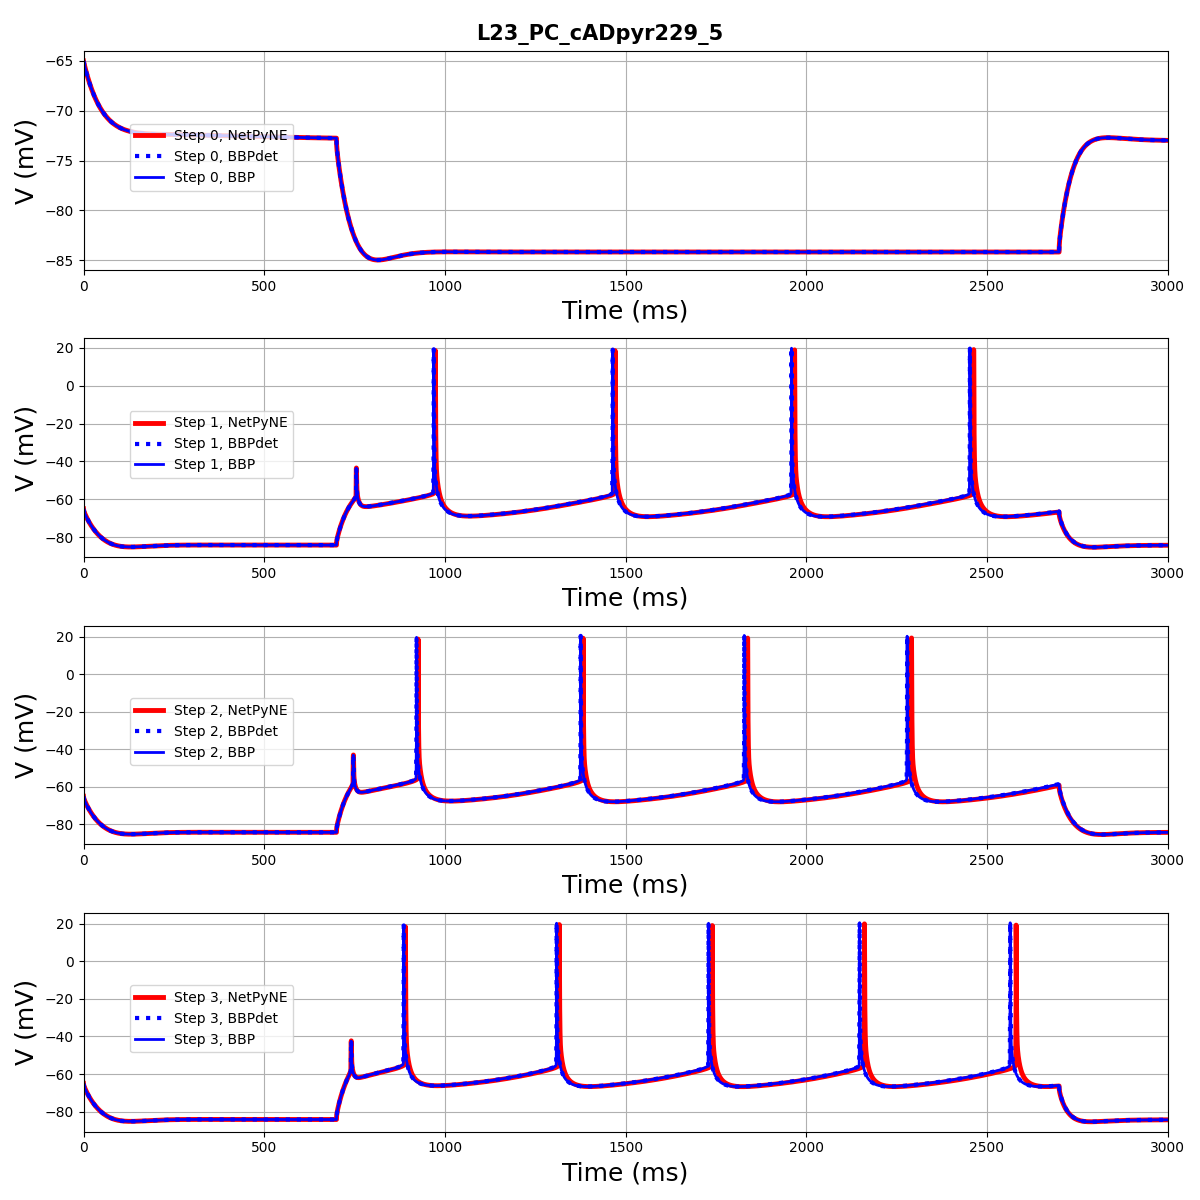 L23_PC_cADpyr229_5
−65
−70
−75
−80
−85
V (mV)
Step 0, NetPyNE
Step 0, BBPdet
Step 0, BBP
0 500 1000 1500 2000 2500 3000
Time (ms)
20
0
−20
−40
−60
−80
V (mV)
Step 1, NetPyNE
Step 1, BBPdet
Step 1, BBP
0 500 1000 1500 2000 2500 3000
Time (ms)
20
0
−20
−40
−60
−80
V (mV)
Step 2, NetPyNE
Step 2, BBPdet
Step 2, BBP
0 500 1000 1500 2000 2500 3000
Time (ms)
20
0
−20
−40
−60
−80
V (mV)
Step 3, NetPyNE
Step 3, BBPdet
Step 3, BBP
0 500 1000 1500 2000 2500 3000
Time (ms)